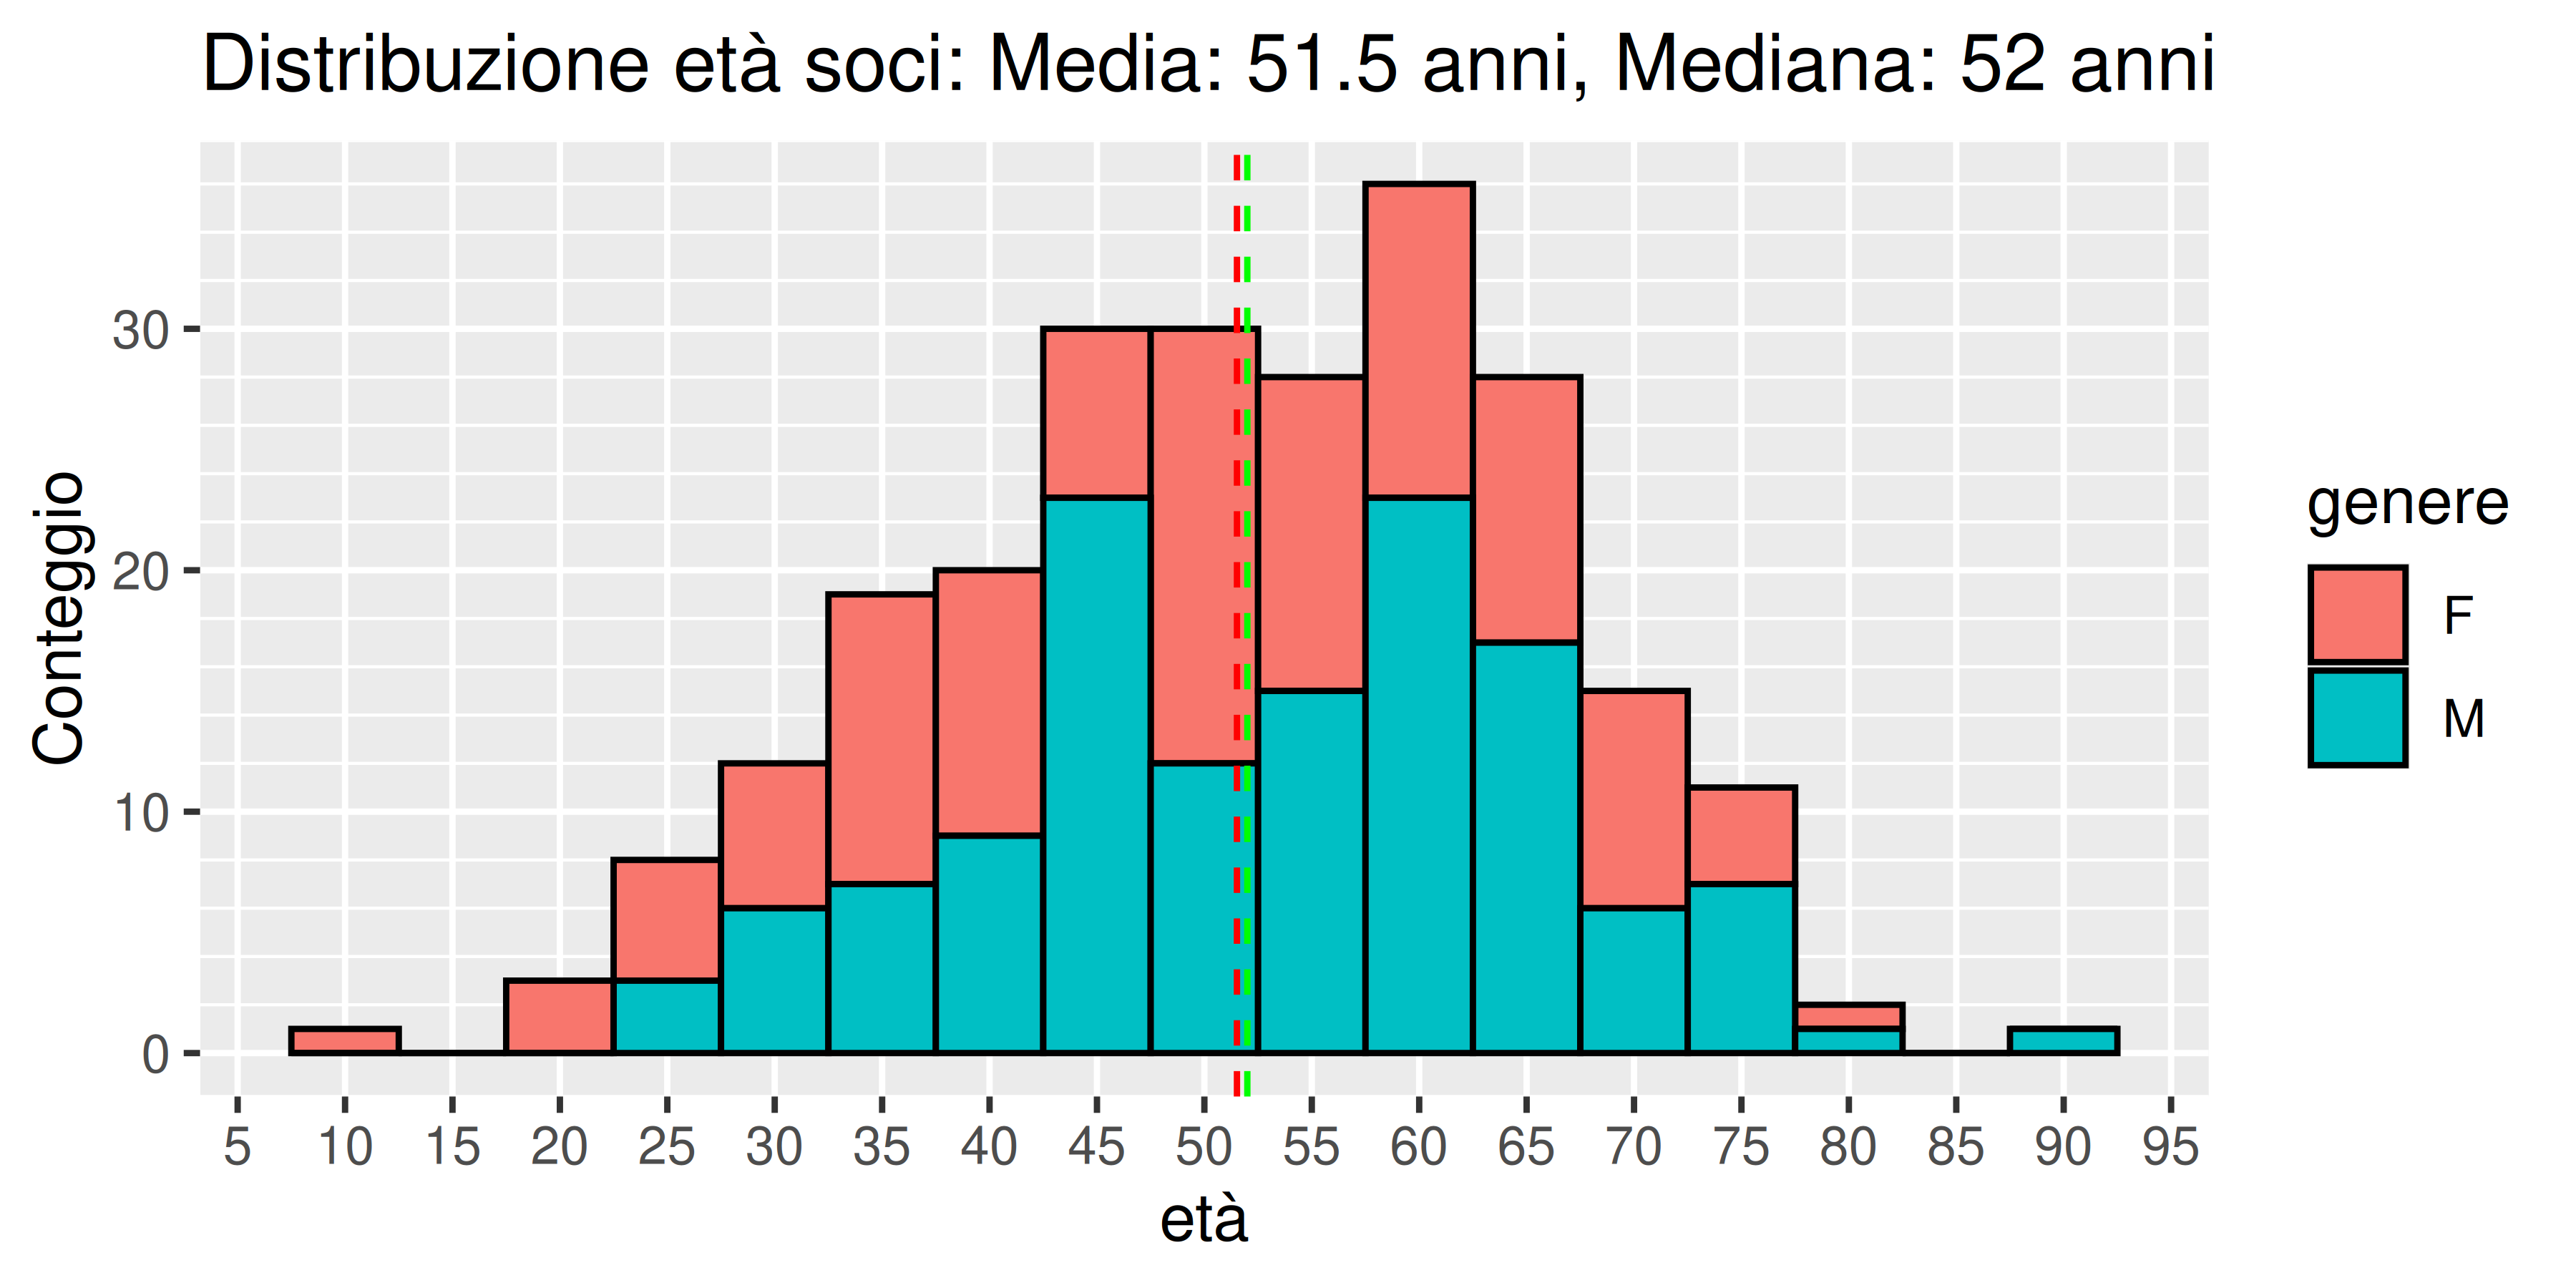 Distribuzione età soci: Media: 51.5 anni, Mediana: 52 anni
Conteggio
30
20
10
0
5 10 15 20 25 30 35 40 45 50 55 60 65 70 75 80 85 90 95
età
genere
F
M